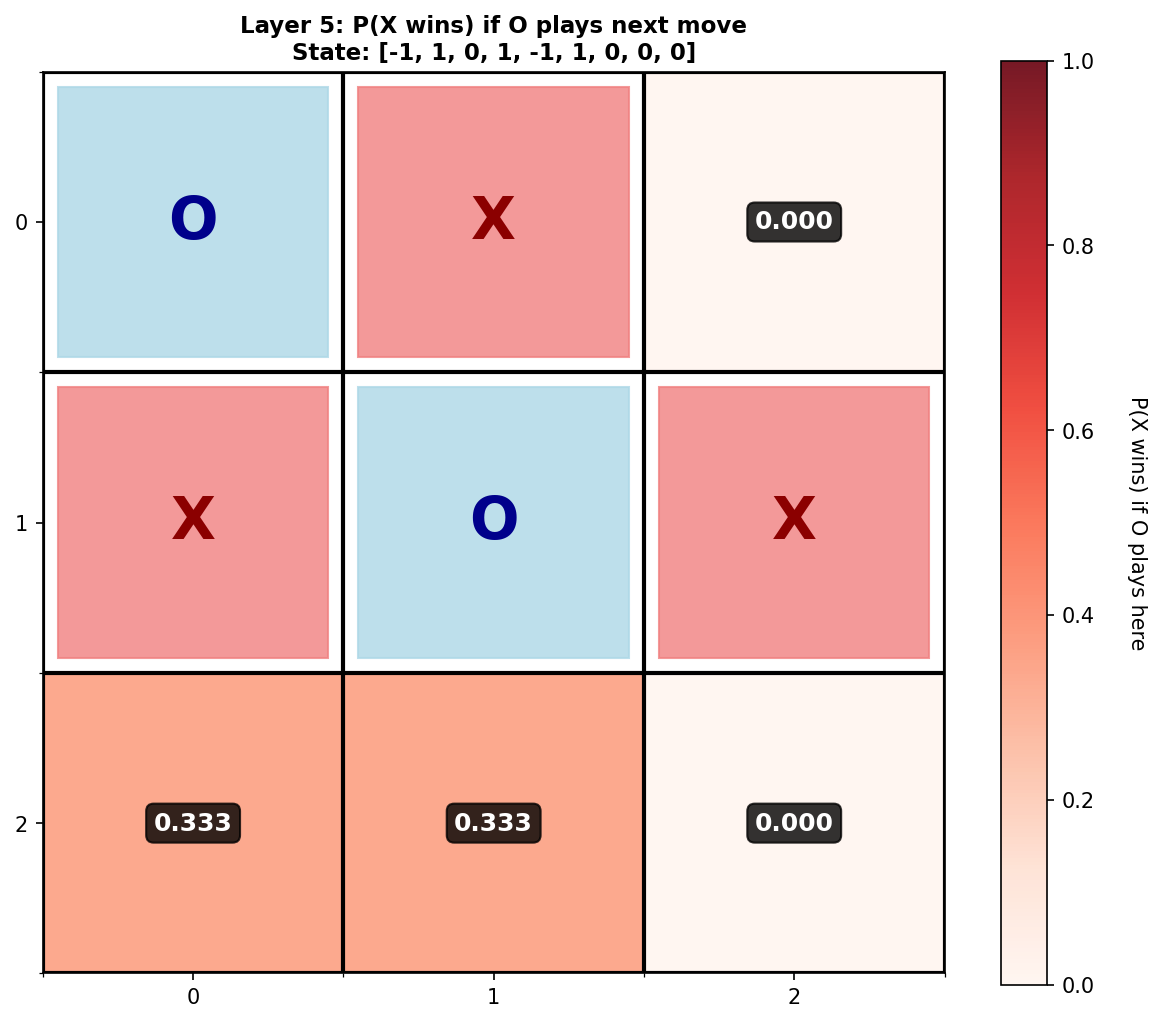 Layer 5: P(X wins) if O plays next move
State: [-1, 1, 0, 1, -1, 1, 0, 0, 0]
0
O
X
0.000
1
X
O
X
2
0.333
0.333
0.000
0
1
2
1.0
0.8
0.6
0.4
0.2
0.0
P(X wins) if O plays here